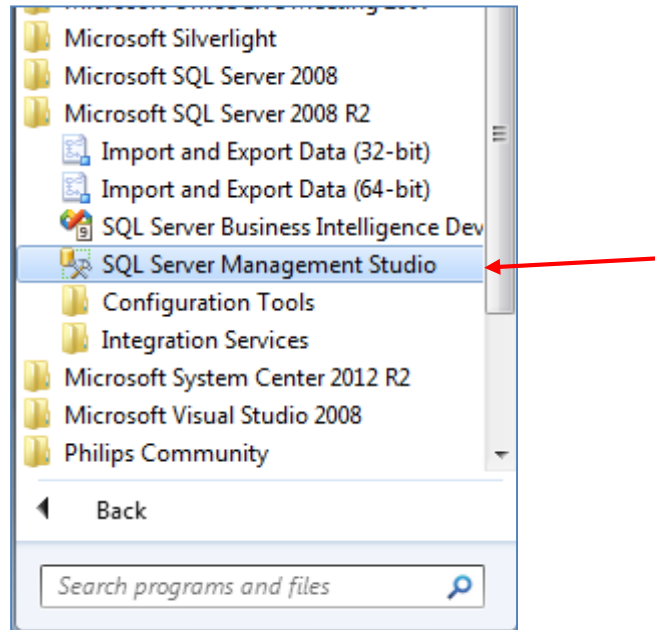 Microsoft Silverlight
Microsoft SQL Server 2008
Microsoft SQL Server 2008 R2
Import and Export Data (32-bit)
Import and Export Data (64-bit)
SQL Server Business Intelligence Dev
SQL Server Management Studio
Configuration Tools
Integration Services
Microsoft System Center 2012 R2
Microsoft Visual Studio 2008
Philips Community
Back
Search programs and files